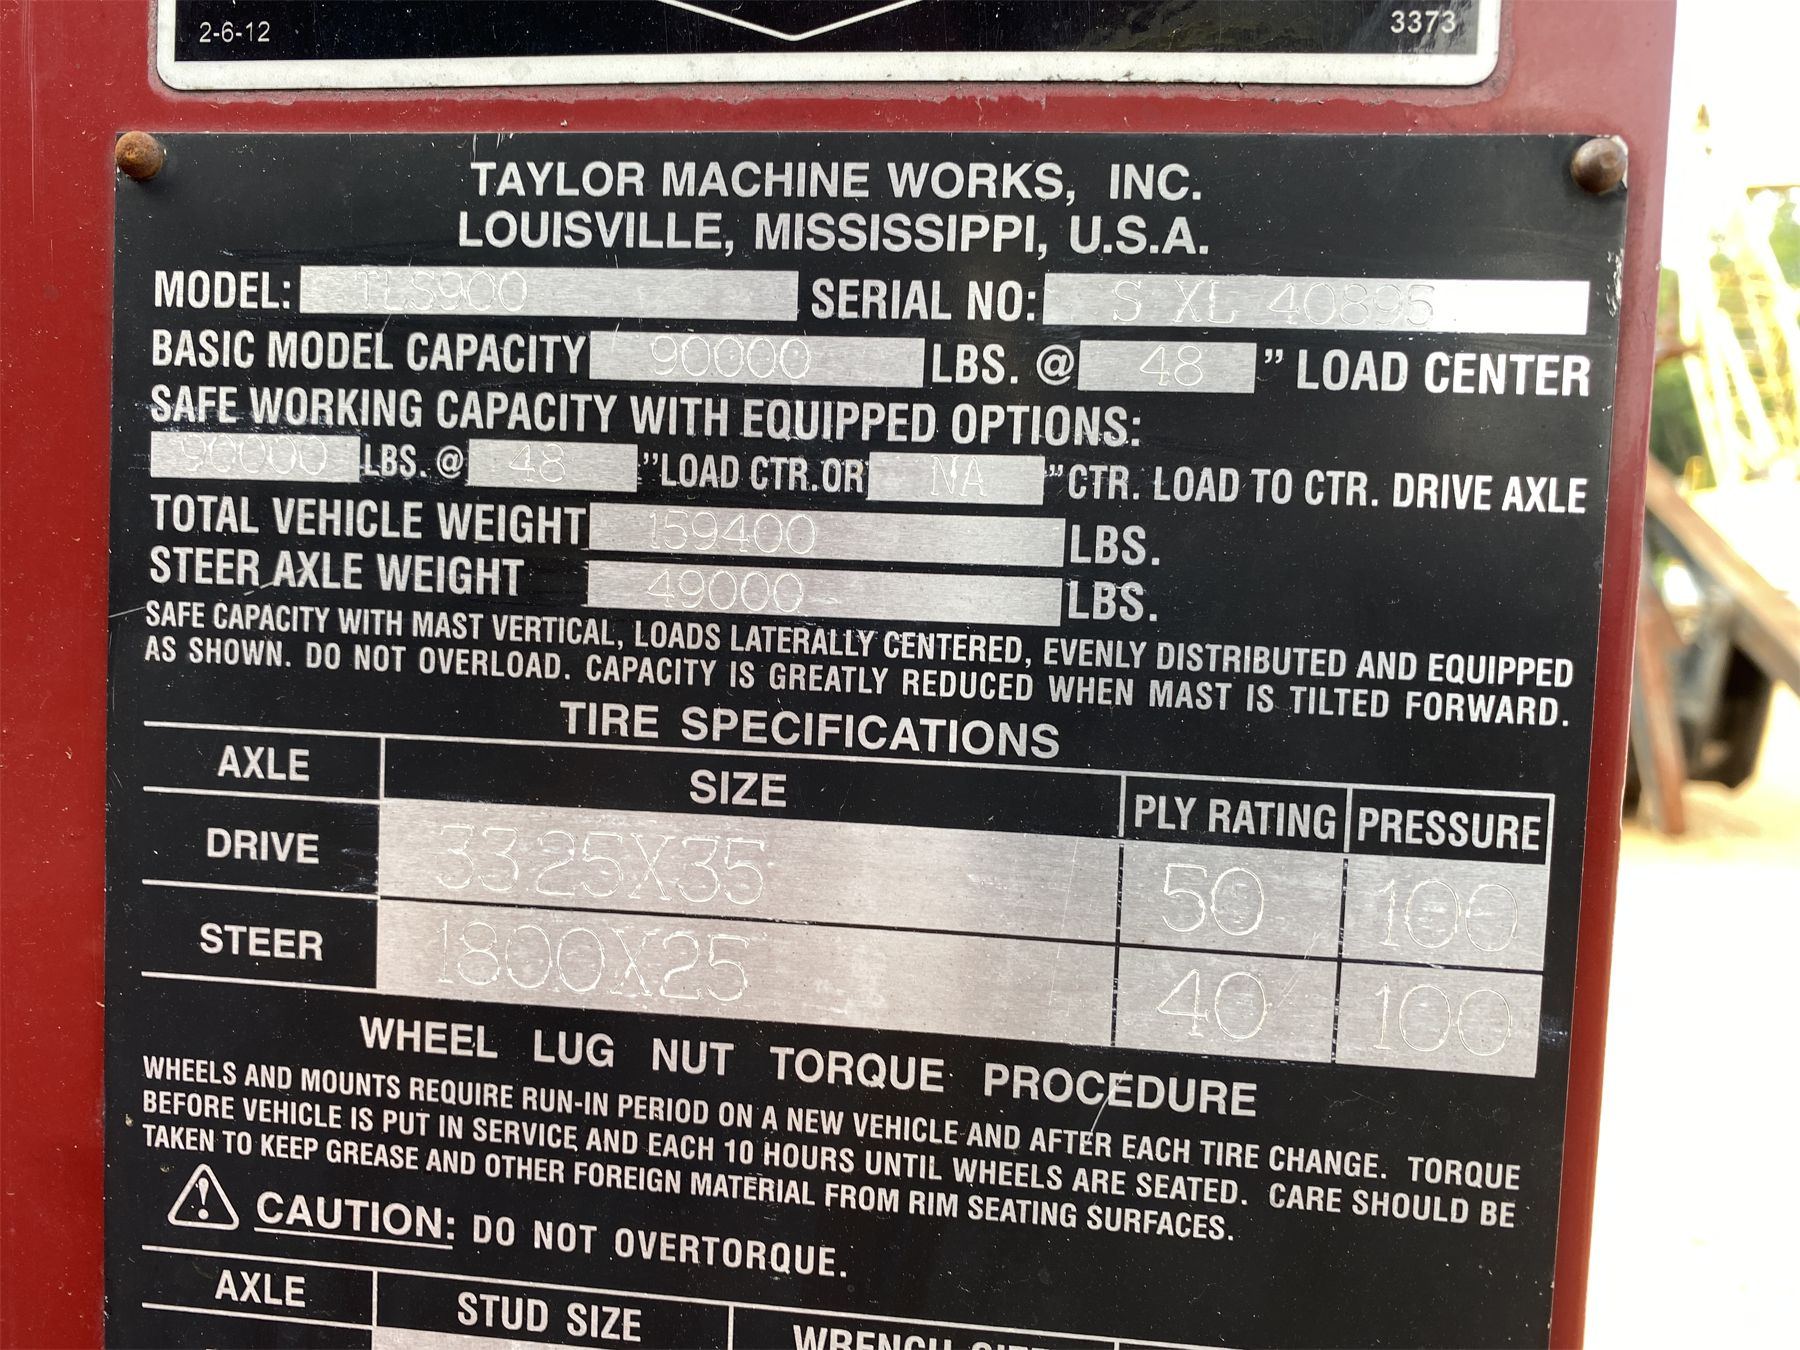 2-6-12 3373
TAYLOR MACHINE WORKS, INC.
LOUISVILLE, MISSISSIPPI, U.S.A.
MODEL: TLS900 SERIAL NO: S XL 40895
BASIC MODEL CAPACITY 90000 LBS. @ 48 " LOAD CENTER
SAFE WORKING CAPACITY WITH EQUIPPED OPTIONS:
90000 LBS. @ 48 "LOAD CTR.OR NA "CTR. LOAD TO CTR. DRIVE AXLE
TOTAL VEHICLE WEIGHT 159400 LBS.
STEER AXLE WEIGHT 49000 LBS.
SAFE CAPACITY WITH MAST VERTICAL, LOADS LATERALLY CENTERED, EVENLY DISTRIBUTED AND EQUIPPED
AS SHOWN. DO NOT OVERLOAD. CAPACITY IS GREATLY REDUCED WHEN MAST IS TILTED FORWARD.
TIRE SPECIFICATIONS
AXLE SIZE PLY RATING PRESSURE
DRIVE 3325X35 50 100
STEER 1800X25 40 100
WHEEL LUG NUT TORQUE PROCEDURE
WHEELS AND MOUNTS REQUIRE RUN-IN PERIOD ON A NEW VEHICLE AND AFTER EACH TIRE CHANGE. TORQUE
BEFORE VEHICLE IS PUT IN SERVICE AND EACH 10 HOURS UNTIL WHEELS ARE SEATED. CARE SHOULD BE
TAKEN TO KEEP GREASE AND OTHER FOREIGN MATERIAL FROM RIM SEATING SURFACES.
CAUTION: DO NOT OVERTORQUE.
AXLE STUD SIZE WRENCH SIZE